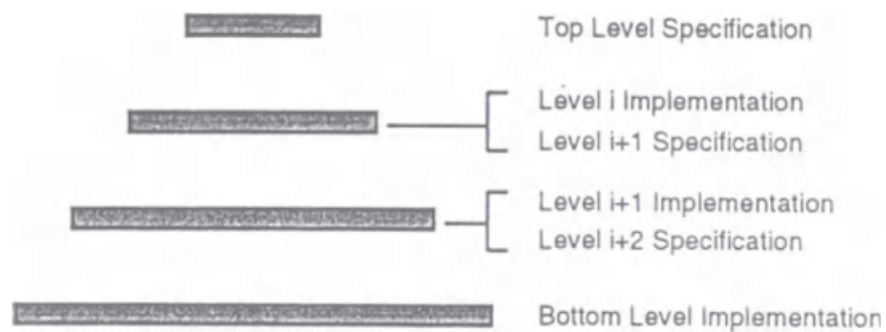 Top Level Specification
Level i Implementation
Level i+1 Specification
Level i+1 Implementation
Level i+2 Specification
Bottom Level Implementation